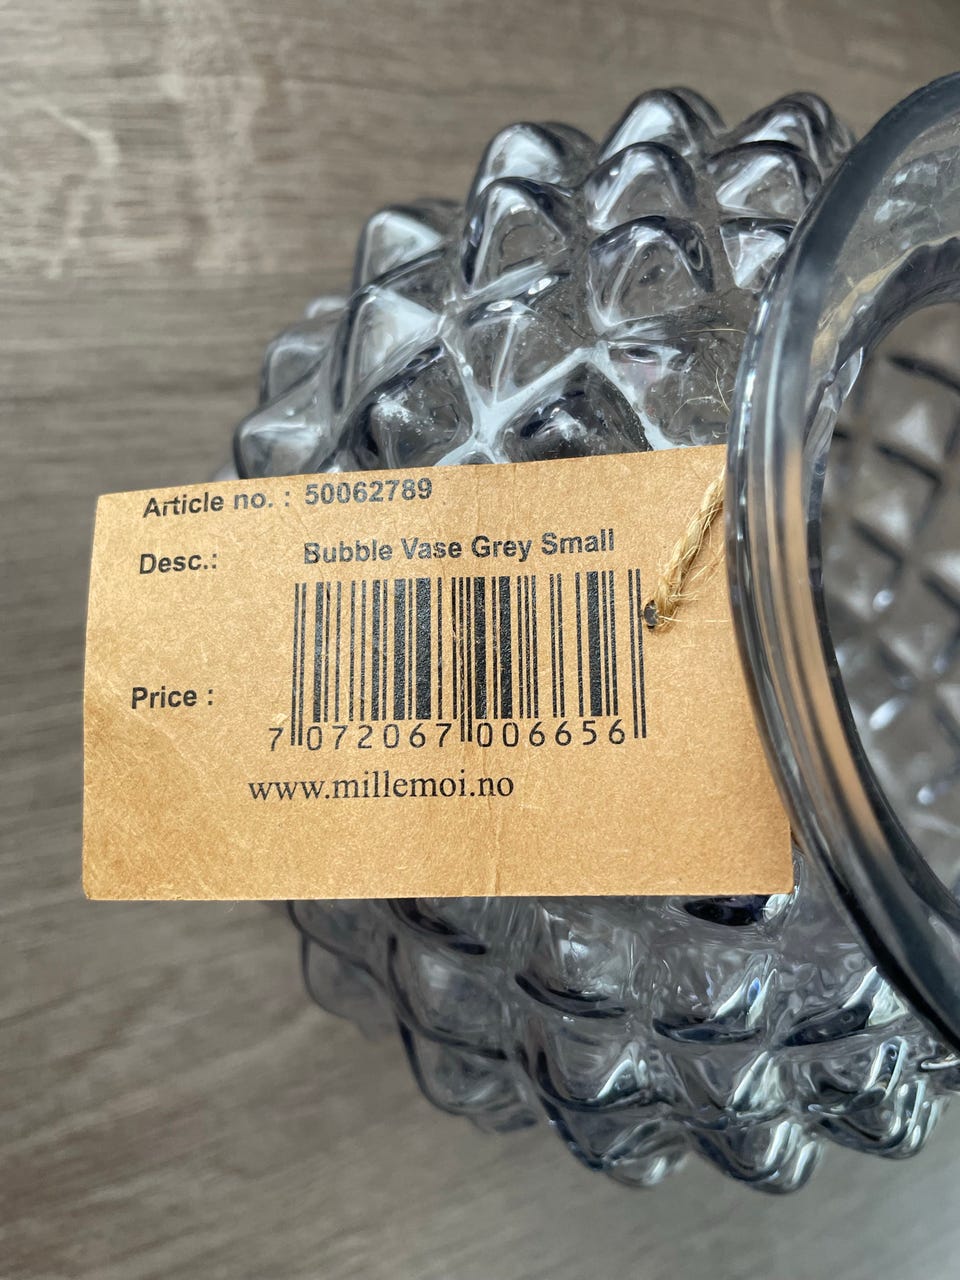 Article no. : 50062789
Desc.: Bubble Vase Grey Small
Price :
7 072067 006656
www.millemoi.no